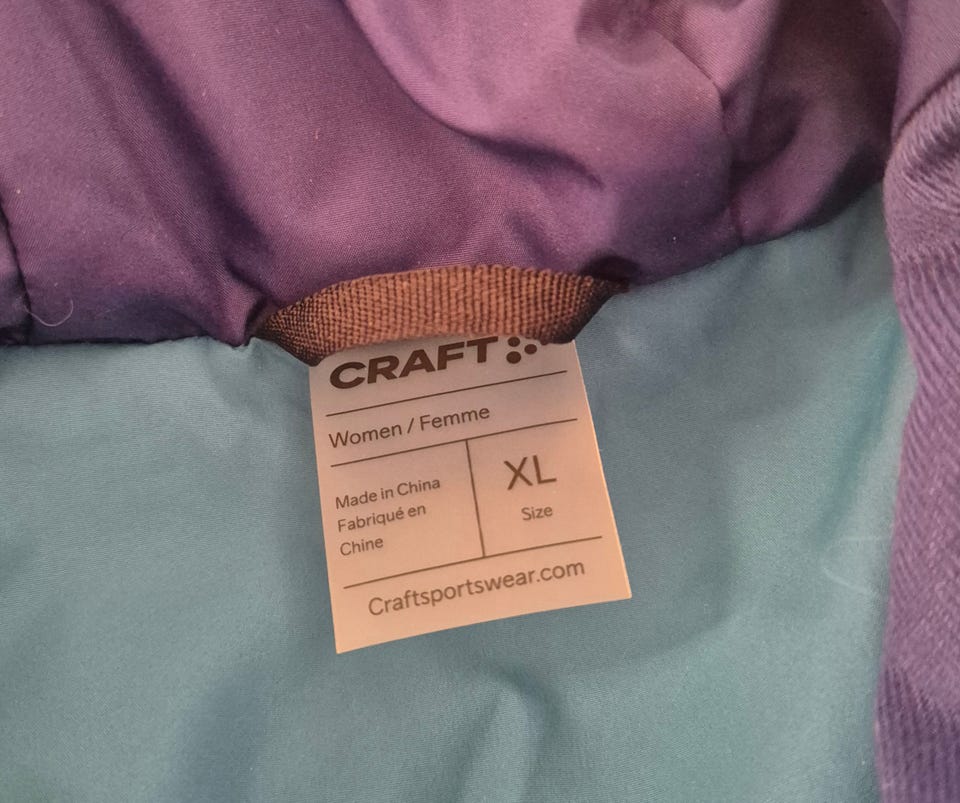 CRAFT
Women / Femme
Made in China
Fabriqué en
Chine
XL
Size
Craftsportswear.com